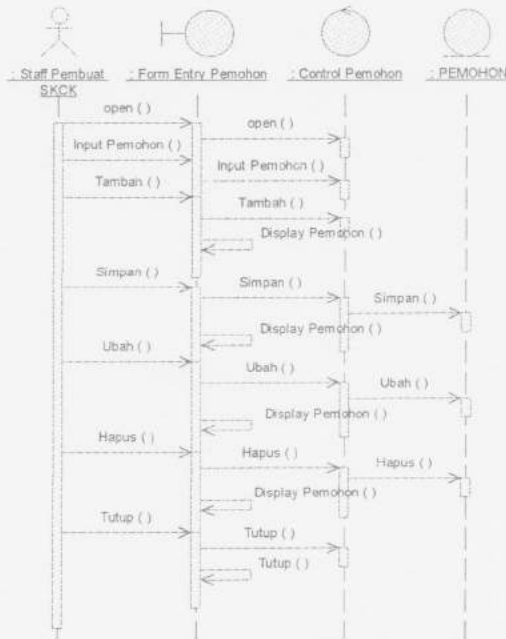 : Staff Pembuat
SKCK
: Form Entry Pemohon
: Control Pemohon
: PEMOHON
open ( )
open ( )
Input Pemohon ( )
Input Pemohon ( )
Tambah ( )
Tambah ( )
Display Pemohon ( )
Simpan ( )
Simpan ( )
Simpan ( )
Display Pemohon ( )
Ubah ( )
Ubah ( )
Ubah ( )
Display Pemohon ( )
Hapus ( )
Hapus ( )
Hapus ( )
Display Pemohon ( )
Tutup ( )
Tutup ( )
Tutup ( )